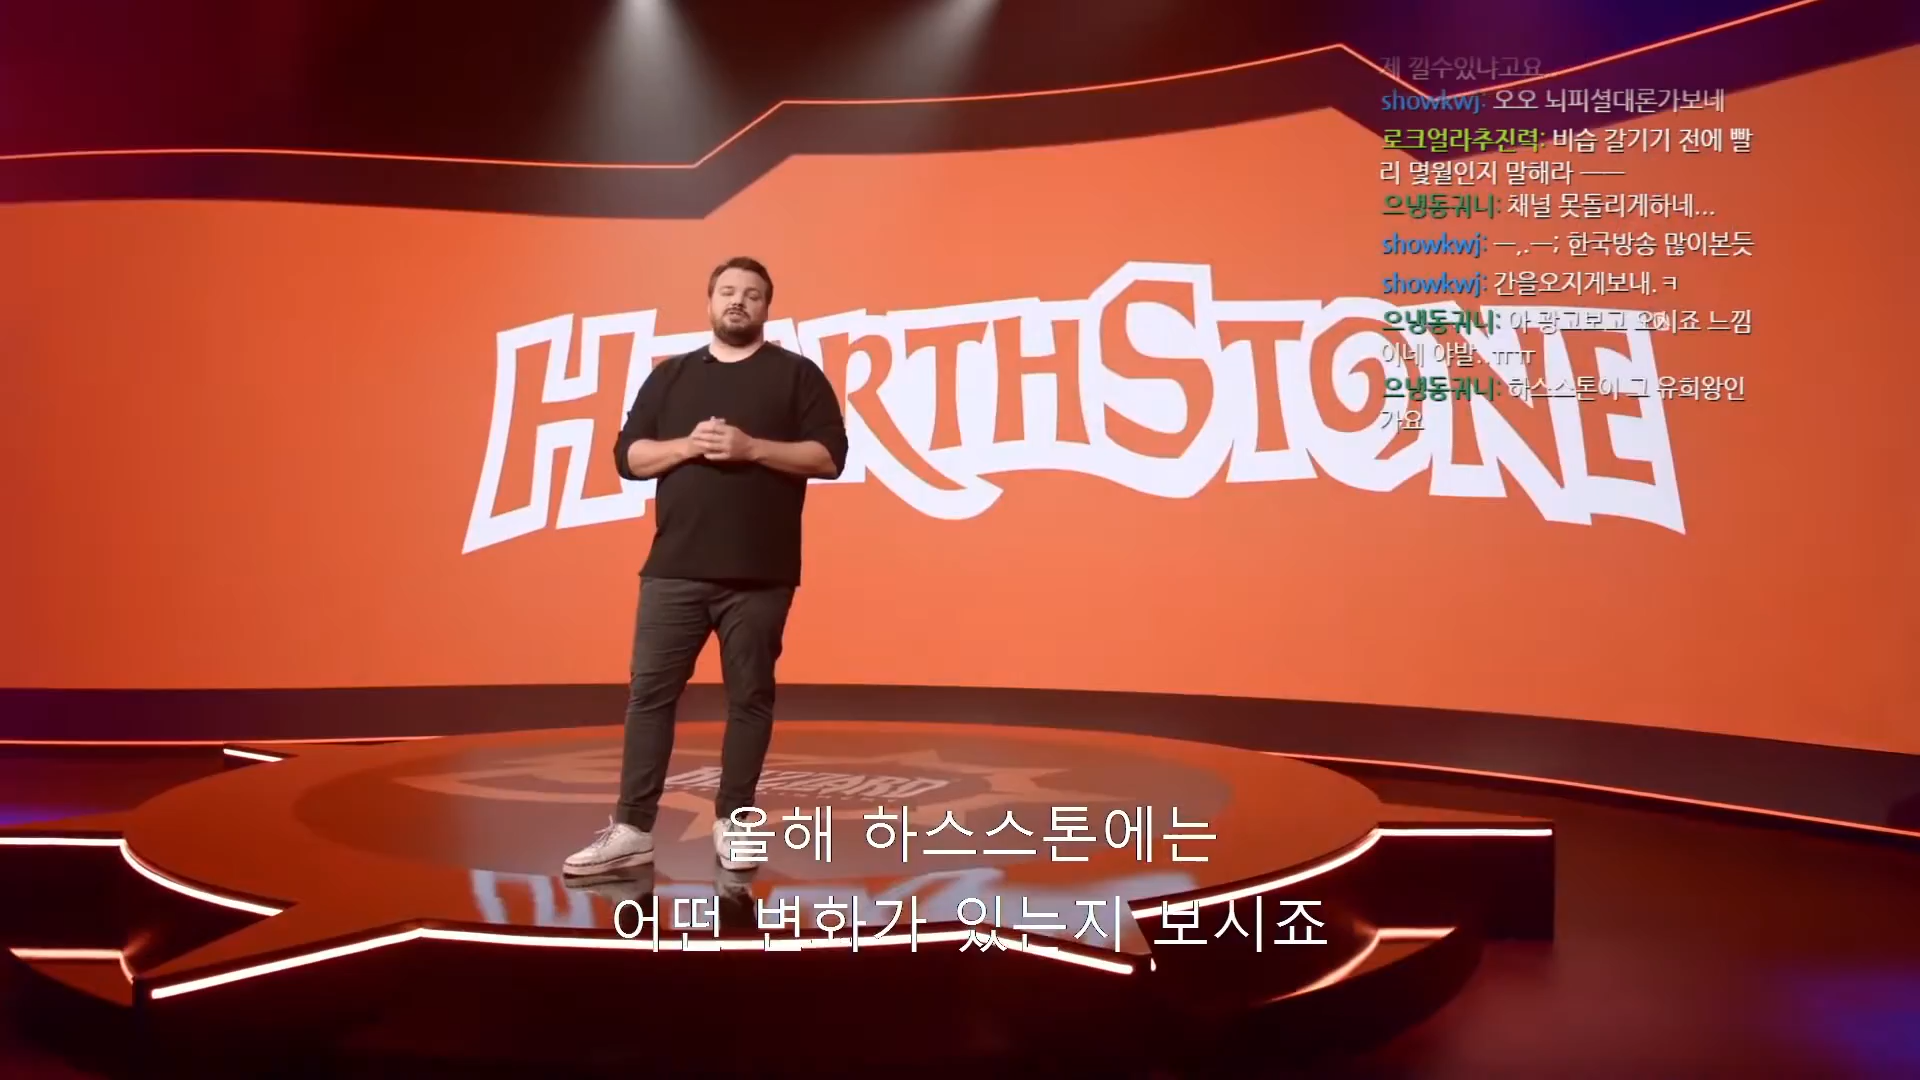 HEARTHSTONE
제 낄수있냐고요..
showkwj: 오오 뇌피셜대론가보네
로크얼라추진력: 비습 갈기기 전에 빨
리 몇월인지 말해라 ㅡㅡ
으냉동귀니: 채널 못돌리게하네...
showkwj: ㅡ,.ㅡ; 한국방송 많이본듯
showkwj: 간을오지게보내.ㅋ
으냉동귀니: 아 광고보고 오시죠 느낌
이네 야발..ㅠㅠ
으냉동귀니: 하스스톤이 그 유희왕인
가요
BLIZZARD
올해 하스스톤에는
어떤 변화가 있는지 보시죠